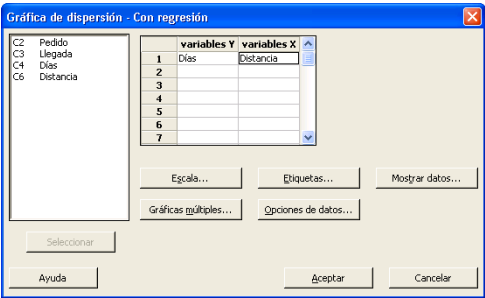 Gráfica de dispersión - Con regresión
C2 Pedido
C3 Llegada
C4 Días
C6 Distancia
variables Y variables X
1 Días Distancia
2
3
4
5
6
7
Escala... Etiquetas... Mostrar datos...
Gráficas múltiples... Opciones de datos...
Seleccionar
Ayuda Aceptar Cancelar